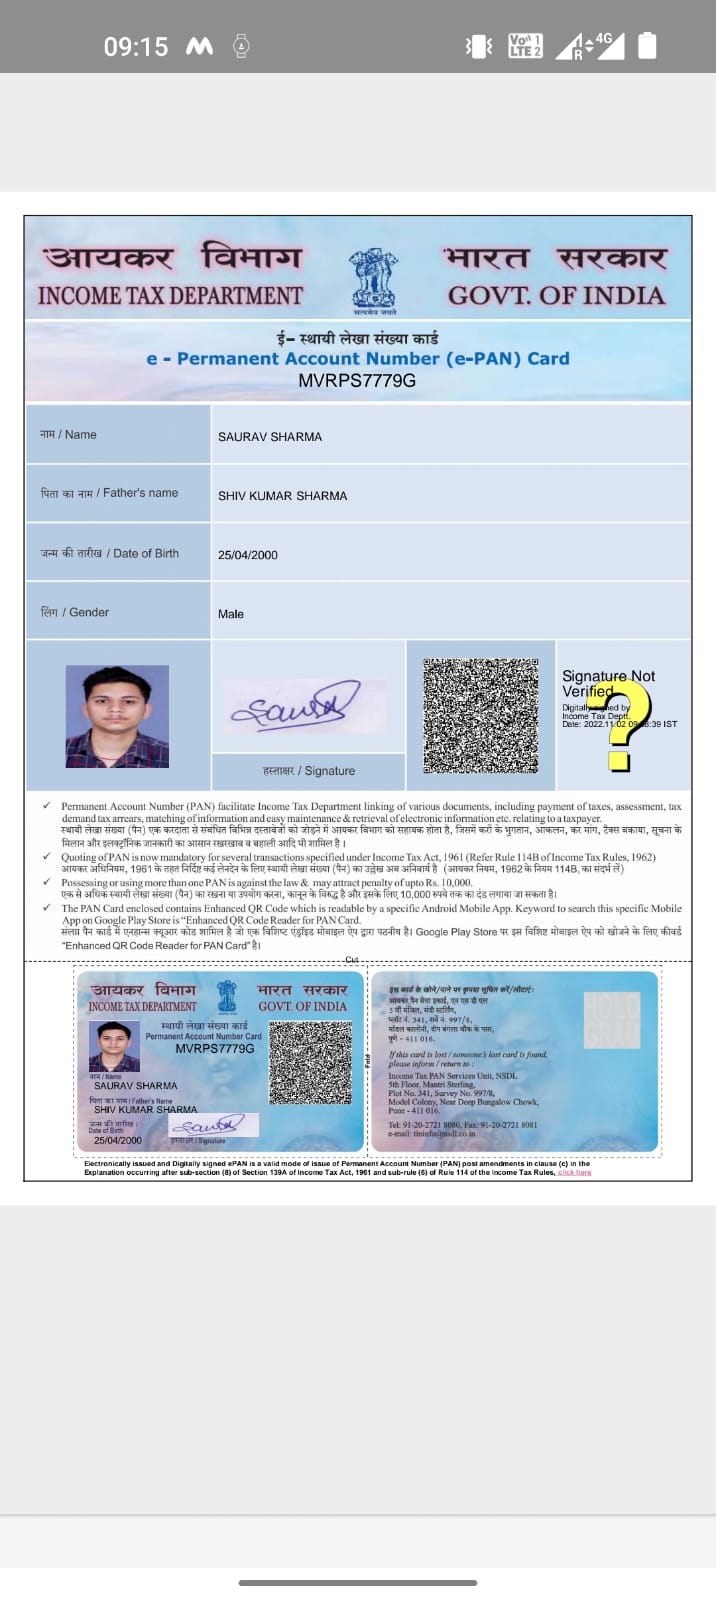 09:15
Vo)) 1
LTE 2
R
4G
आयकर विभाग
INCOME TAX DEPARTMENT
सत्यमेव जयते
भारत सरकार
GOVT. OF INDIA
ई- स्थायी लेखा संख्या कार्ड
e - Permanent Account Number (e-PAN) Card
MVRPS7779G
नाम / Name
SAURAV SHARMA
पिता का नाम / Father's name
SHIV KUMAR SHARMA
जन्म की तारीख / Date of Birth
25/04/2000
लिंग / Gender
Male
हस्ताक्षर / Signature
Signature Not
Verified
Digitally signed by
Income Tax Deptt.
Date: 2022.11.02 IST
✓ Permanent Account Number (PAN) facilitate Income Tax Department linking of various documents, including payment of taxes, assessment, tax
demand tax arrears, matching of information and easy maintenance & retrieval of electronic information etc. relating to a taxpayer.
स्थायी लेखा संख्या (पैन) एक करदाता से संबंधित विभिन्न दस्तावेजों को जोड़ने में आयकर विभाग को सहायक होता है, जिसमें करों के भुगतान, आकलन, कर मांग, टैक्स बकाया, सूचना के
मिलान और इलक्ट्रॉनिक जानकारी का आसान रखरखाव व बहाली आदि भी शामिल है।
✓ Quoting of PAN is now mandatory for several transactions specified under Income Tax Act, 1961 (Refer Rule 114B of Income Tax Rules, 1962)
आयकर अधिनियम, 1961 के तहत निर्दिष्ट कई लेनदेन के लिए स्थायी लेखा संख्या (पैन) का उल्लेख अब अनिवार्य है (आयकर नियम, 1962 के नियम 114B, का संदर्भ लें)
✓ Possessing or using more than one PAN is against the law & may attract penalty of upto Rs. 10,000.
एक से अधिक स्थायी लेखा संख्या (पैन) का रखना या उपयोग करना, कानून के विरुद्ध है और इसके लिए 10,000 रुपये तक का दंड लगाया जा सकता है।
✓ The PAN Card enclosed contains Enhanced QR Code which is readable by a specific Android Mobile App. Keyword to search this specific Mobile
App on Google Play Store is "Enhanced QR Code Reader for PAN Card.
संलग्न पैन कार्ड में एनहान्स क्यूआर कोड शामिल है जो एक विशिष्ट एंड्रॉइड मोबाइल ऐप द्वारा पठनीय है। Google Play Store पर इस विशिष्ट मोबाइल ऐप को खोजने के लिए कीवर्ड
"Enhanced QR Code Reader for PAN Card" है।
Cut
आयकर विभाग
INCOME TAX DEPARTMENT
भारत सरकार
GOVT. OF INDIA
स्थायी लेखा संख्या कार्ड
Permanent Account Number Card
MVRPS7779G
नाम / Name
SAURAV SHARMA
पिता का नाम / Father's Name
SHIV KUMAR SHARMA
जन्म की तारीख /
Date of Birth
25/04/2000
हस्ताक्षर / Signature
Fold
इस कार्ड के खोने/पाने पर कृपया सूचित करें/लौटाएं:
आयकर पैन सेवा इकाई, एन एस डी एल
5 वीं मंजिल, मंत्री स्टर्लिंग,
प्लॉट नं. 341, सर्वे नं. 997/8,
मॉडल कालोनी, दीप बंगला चौक के पास,
पुणे - 411 016.
If this card is lost / someone's lost card is found,
please inform / return to :
Income Tax PAN Services Unit, NSDL
5th Floor, Mantri Sterling,
Plot No. 341, Survey No. 997/8,
Model Colony, Near Deep Bungalow Chowk,
Pune - 411 016.
Tel: 91-20-2721 8080, Fax: 91-20-2721 8081
e-mail: tininfo@nsdl.co.in
Electronically issued and Digitally signed ePAN is a valid mode of issue of Permanent Account Number (PAN) post amendments in clause (c) in the
Explanation occurring after sub-section (8) of Section 139A of Income Tax Act, 1961 and sub-rule (6) of Rule 114 of the Income Tax Rules, click here